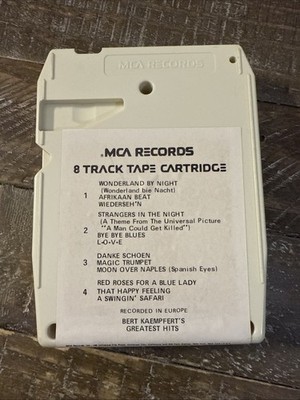 MCA RECORDS
.MCA RECORDS
8 TRACK TAPE CARTRIDGE
WONDERLAND BY NIGHT
(Wonderland bie Nacht)
1 AFRIKAAN BEAT
WIEDERSEH'N
STRANGERS IN THE NIGHT
(A Theme From The Universal Picture
2 "A Man Could Get Killed")
BYE BYE BLUES
L-O-V-E
DANKE SCHOEN
3 MAGIC TRUMPET
MOON OVER NAPLES (Spanish Eyes)
RED ROSES FOR A BLUE LADY
4 THAT HAPPY FEELING
A SWINGIN' SAFARI
RECORDED IN EUROPE
BERT KAEMPFERT'S
GREATEST HITS